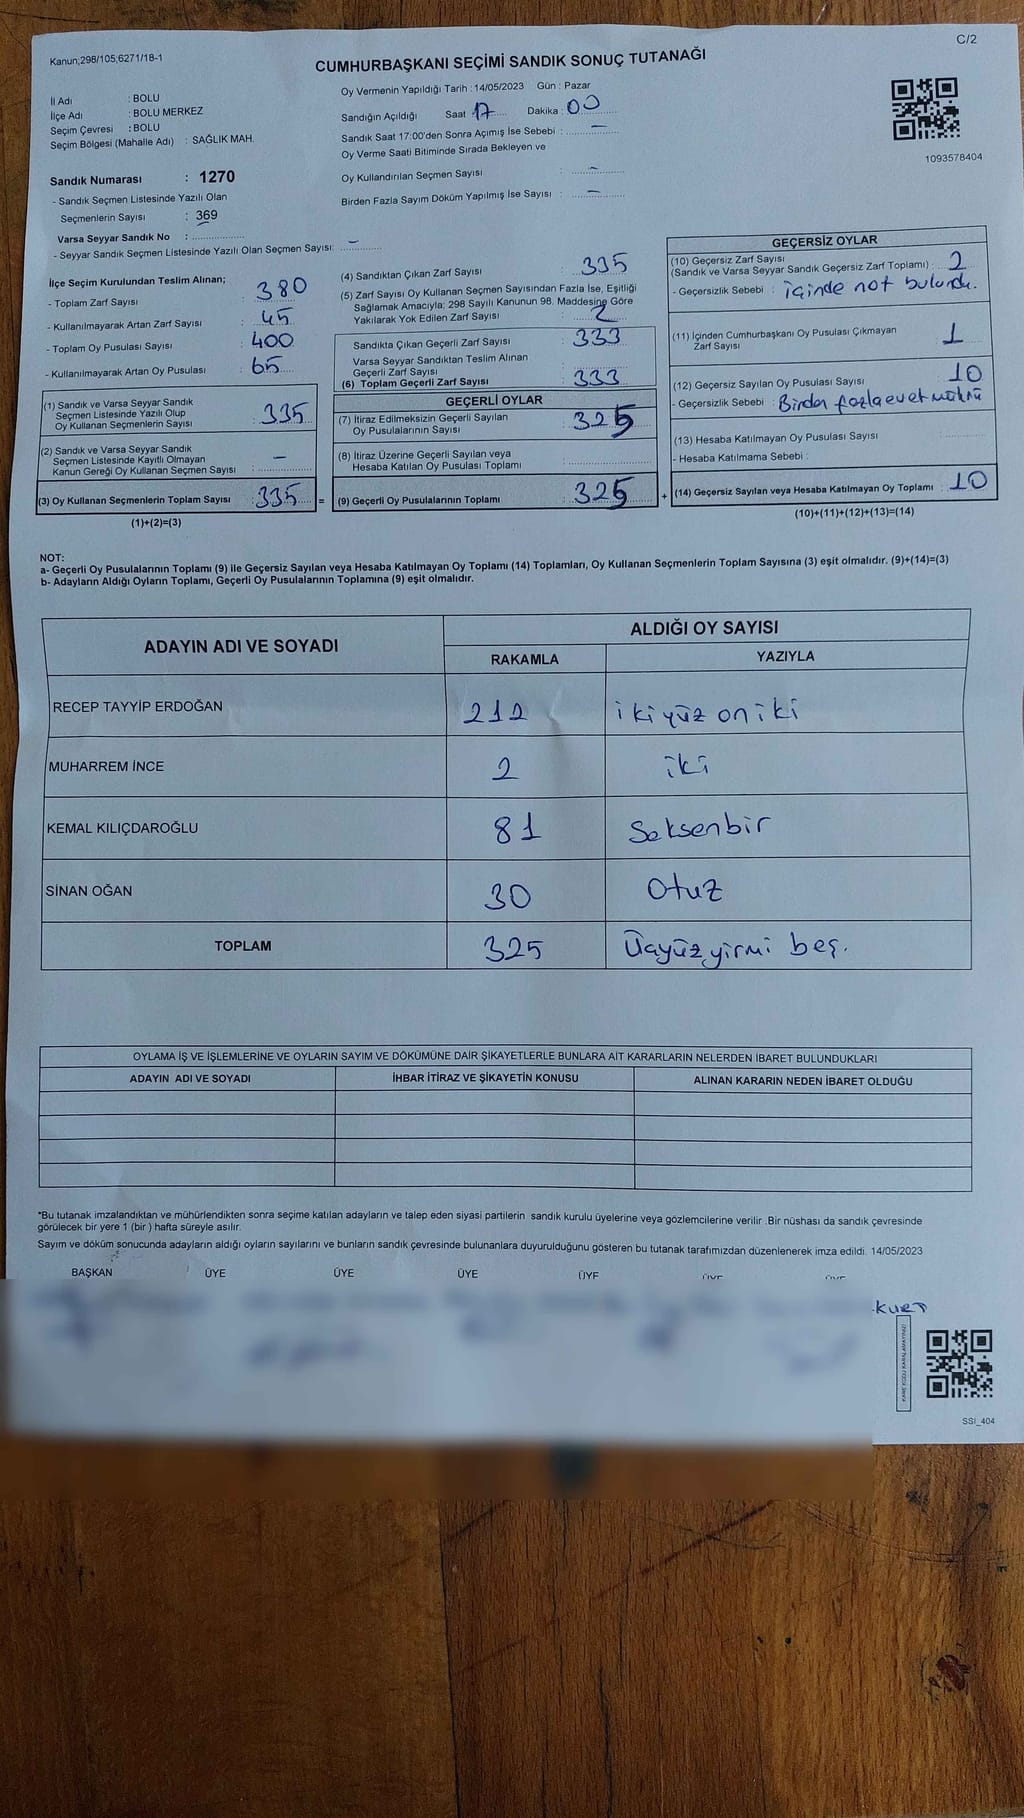 Kanun;298/105;6271/18-1
C/2
CUMHURBAŞKANI SEÇİMİ SANDIK SONUÇ TUTANAĞI
İl Adı : BOLU
İlçe Adı : BOLU MERKEZ
Seçim Çevresi : BOLU
Seçim Bölgesi (Mahalle Adı) : SAĞLIK MAH.
Sandık Numarası : 1270
- Sandık Seçmen Listesinde Yazılı Olan
Seçmenlerin Sayısı : 369
Varsa Seyyar Sandık No :
- Seyyar Sandık Seçmen Listesinde Yazılı Olan Seçmen Sayısı: –
Oy Vermenin Yapıldığı Tarih : 14/05/2023 Gün : Pazar
Sandığın Açıldığı Saat 17 Dakika : 00
Sandık Saat 17:00'den Sonra Açımış İse Sebebi : –
Oy Verme Saati Bitiminde Sırada Bekleyen ve
Oy Kullandırılan Seçmen Sayısı : –
Birden Fazla Sayım Döküm Yapılmış İse Sayısı : –
1093578404
İlçe Seçim Kurulundan Teslim Alınan;
- Toplam Zarf Sayısı : 380
- Kullanılmayarak Artan Zarf Sayısı : 45
- Toplam Oy Pusulası Sayısı : 400
- Kullanılmayarak Artan Oy Pusulası : 65
(1) Sandık ve Varsa Seyyar Sandık
Seçmen Listesinde Yazılı Olup
Oy Kullanan Seçmenlerin Sayısı : 335
(2) Sandık ve Varsa Seyyar Sandık
Seçmen Listesinde Kayıtlı Olmayan
Kanun Gereği Oy Kullanan Seçmen Sayısı : –
(3) Oy Kullanan Seçmenlerin Toplam Sayısı : 335 =
(1)+(2)=(3)
(4) Sandıktan Çıkan Zarf Sayısı : 335
(5) Zarf Sayısı Oy Kullanan Seçmen Sayısından Fazla İse, Eşitliği
Sağlamak Amacıyla; 298 Sayılı Kanunun 98. Maddesine Göre
Yakılarak Yok Edilen Zarf Sayısı : 2
Sandıkta Çıkan Geçerli Zarf Sayısı : 333
Varsa Seyyar Sandıktan Teslim Alınan
Geçerli Zarf Sayısı :
(6) Toplam Geçerli Zarf Sayısı : 333
GEÇERLİ OYLAR
(7) İtiraz Edilmeksizin Geçerli Sayılan
Oy Pusulalarının Sayısı : 325
(8) İtiraz Üzerine Geçerli Sayılan veya
Hesaba Katılan Oy Pusulası Toplamı :
(9) Geçerli Oy Pusulalarının Toplamı : 325 +
GEÇERSİZ OYLAR
(10) Geçersiz Zarf Sayısı
(Sandık ve Varsa Seyyar Sandık Geçersiz Zarf Toplamı) : 2
- Geçersizlik Sebebi : içinde not bulundu.
(11) İçinden Cumhurbaşkanı Oy Pusulası Çıkmayan
Zarf Sayısı : 1
(12) Geçersiz Sayılan Oy Pusulası Sayısı : 10
- Geçersizlik Sebebi : Birden fazla evet mührü
(13) Hesaba Katılmayan Oy Pusulası Sayısı :
- Hesaba Katılmama Sebebi :
(14) Geçersiz Sayılan veya Hesaba Katılmayan Oy Toplamı : 10
(10)+(11)+(12)+(13)=(14)
NOT:
a- Geçerli Oy Pusulalarının Toplamı (9) ile Geçersiz Sayılan veya Hesaba Katılmayan Oy Toplamı (14) Toplamları, Oy Kullanan Seçmenlerin Toplam Sayısına (3) eşit olmalıdır. (9)+(14)=(3)
b- Adayların Aldığı Oyların Toplamı, Geçerli Oy Pusulalarının Toplamına (9) eşit olmalıdır.
ADAYIN ADI VE SOYADI
ALDIĞI OY SAYISI
RAKAMLA YAZIYLA
RECEP TAYYİP ERDOĞAN 212 ikiyüz oniki
MUHARREM İNCE 2 iki
KEMAL KILIÇDAROĞLU 81 Seksenbir
SİNAN OĞAN 30 Otuz
TOPLAM 325 Üçyüz yirmi beş.
OYLAMA İŞ VE İŞLEMLERİNE VE OYLARIN SAYIM VE DÖKÜMÜNE DAİR ŞİKAYETLERLE BUNLARA AİT KARARLARIN NELERDEN İBARET BULUNDUKLARI
ADAYIN ADI VE SOYADI İHBAR İTİRAZ VE ŞİKAYETİN KONUSU ALINAN KARARIN NEDEN İBARET OLDUĞU
*Bu tutanak imzalandıktan ve mühürlendikten sonra seçime katılan adayların ve talep eden siyasi partilerin sandık kurulu üyelerine veya gözlemcilerine verilir .Bir nüshası da sandık çevresinde
görülecek bir yere 1 (bir ) hafta süreyle asılır.
Sayım ve döküm sonucunda adayların aldığı oyların sayılarını ve bunların sandık çevresinde bulunanlara duyurulduğunu gösteren bu tutanak tarafımızdan düzenlenerek imza edildi. 14/05/2023
BAŞKAN ÜYE ÜYE ÜYE ÜYE ÜYE ÜYE
SSI_404